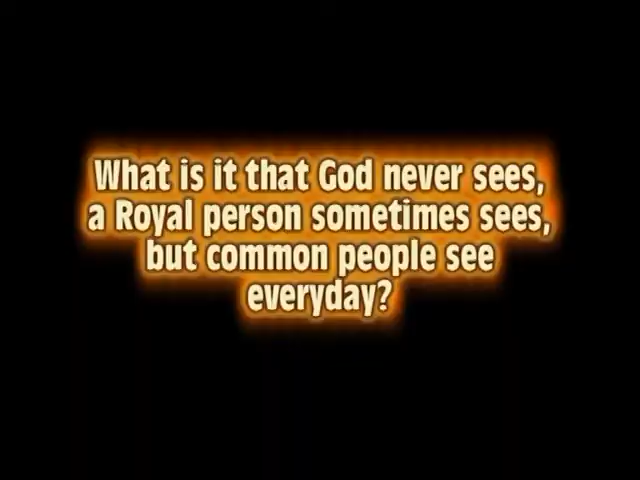 What is it that God never sees,
a Royal person sometimes sees,
but common people see
everyday?